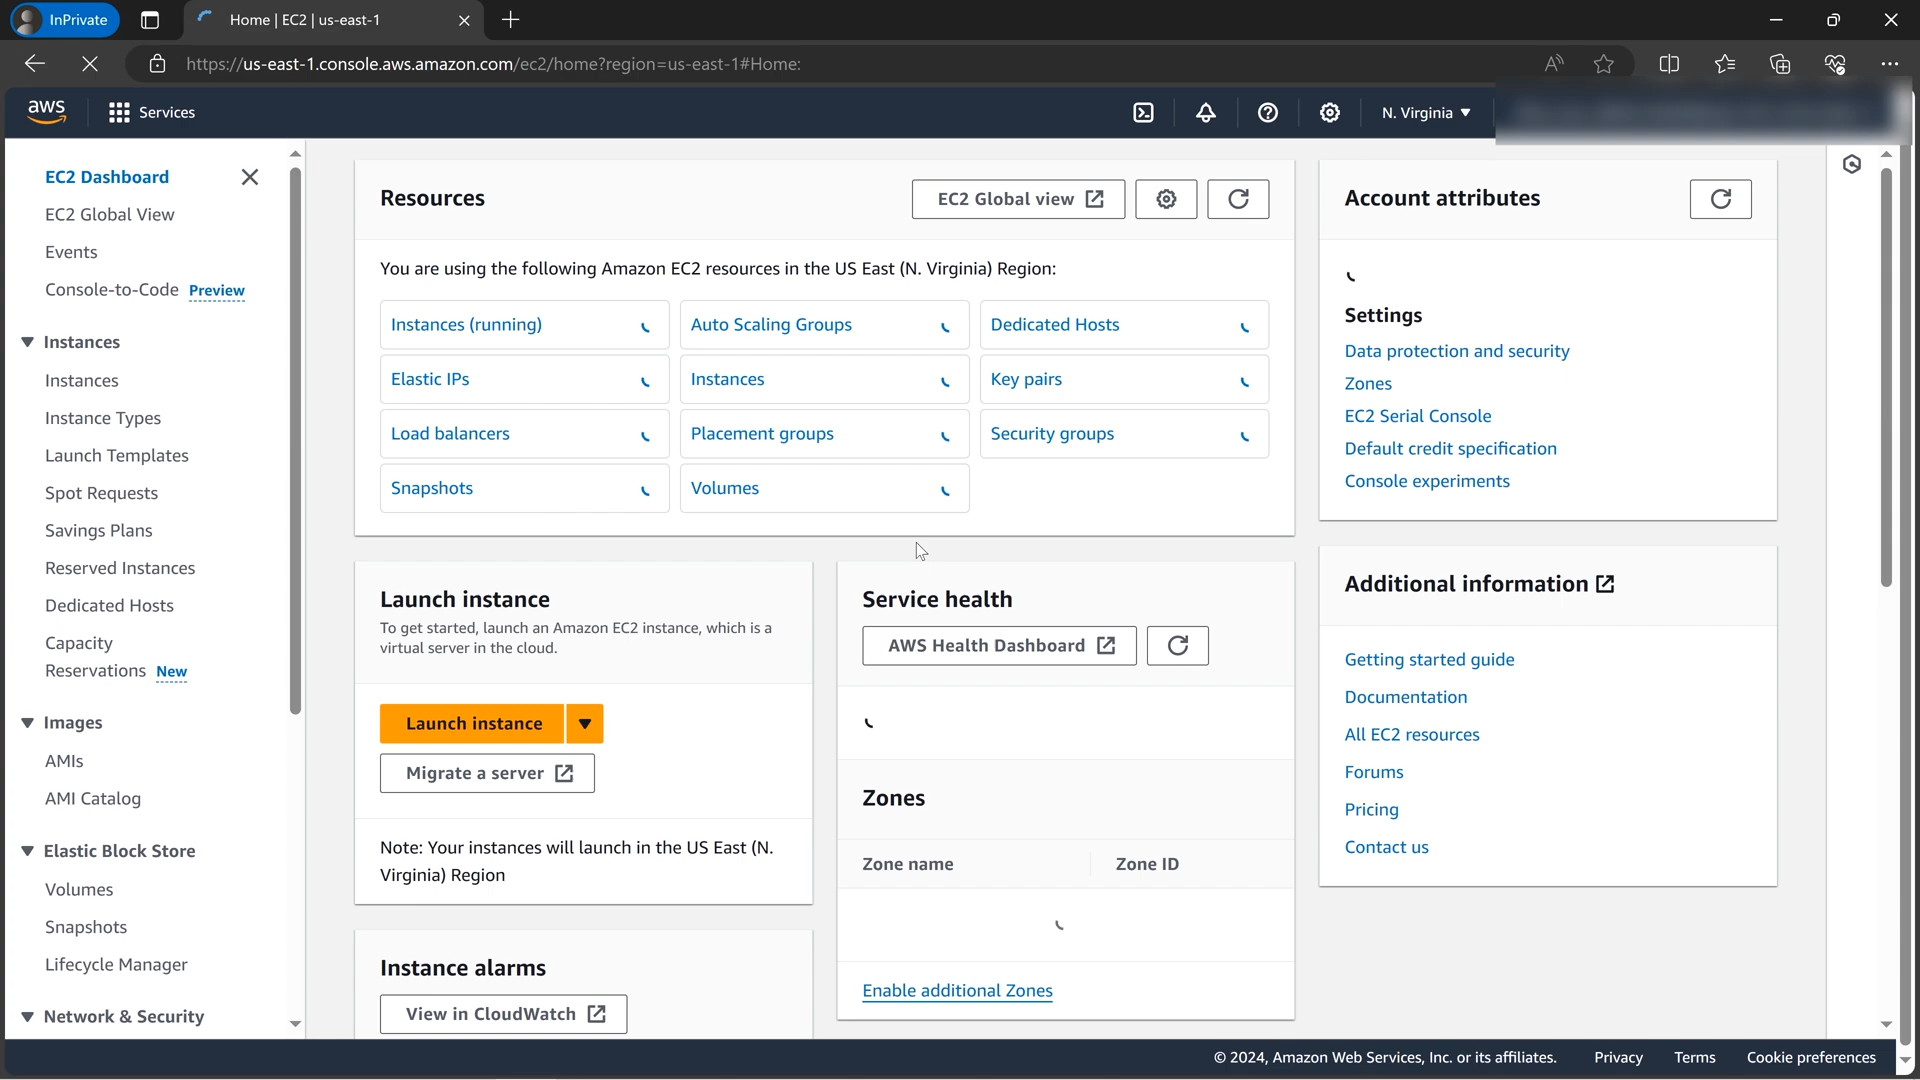 InPrivate
Home | EC2 | us-east-1
https://us-east-1.console.aws.amazon.com/ec2/home?region=us-east-1#Home:
aws
Services
N. Virginia
EC2 Dashboard
EC2 Global View
Events
Console-to-Code Preview
Instances
Instances
Instance Types
Launch Templates
Spot Requests
Savings Plans
Reserved Instances
Dedicated Hosts
Capacity
Reservations New
Images
AMIs
AMI Catalog
Elastic Block Store
Volumes
Snapshots
Lifecycle Manager
Network & Security
Resources
EC2 Global view
You are using the following Amazon EC2 resources in the US East (N. Virginia) Region:
Instances (running)
Auto Scaling Groups
Dedicated Hosts
Elastic IPs
Instances
Key pairs
Load balancers
Placement groups
Security groups
Snapshots
Volumes
Launch instance
To get started, launch an Amazon EC2 instance, which is a
virtual server in the cloud.
Launch instance
Migrate a server
Note: Your instances will launch in the US East (N.
Virginia) Region
Instance alarms
View in CloudWatch
Service health
AWS Health Dashboard
Zones
Zone name
Zone ID
Enable additional Zones
Account attributes
Settings
Data protection and security
Zones
EC2 Serial Console
Default credit specification
Console experiments
Additional information
Getting started guide
Documentation
All EC2 resources
Forums
Pricing
Contact us
© 2024, Amazon Web Services, Inc. or its affiliates.
Privacy
Terms
Cookie preferences